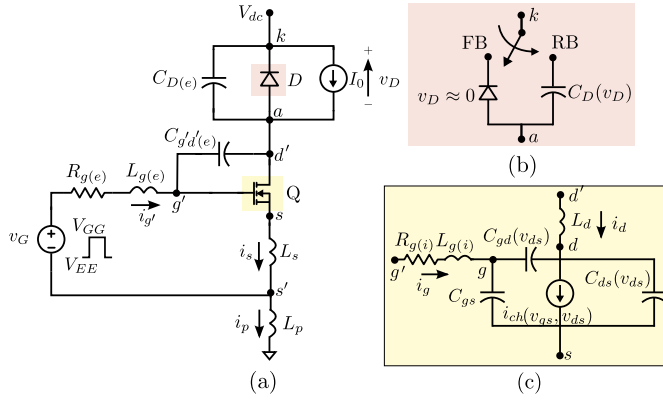 V_dc
k
C_D(e)
D
I_0
+
v_D
−
a
C_g'd'(e)
d'
R_g(e)
L_g(e)
g'
i_g'
Q
s
v_G
V_GG
V_EE
i_s
L_s
s'
i_p
L_p
(a)
k
FB
RB
v_D ≈ 0
C_D(v_D)
a
(b)
d'
L_d
i_d
d
R_g(i)
L_g(i)
C_gd(v_ds)
g'
i_g
g
C_gs
C_ds(v_ds)
i_ch(v_gs, v_ds)
s
(c)